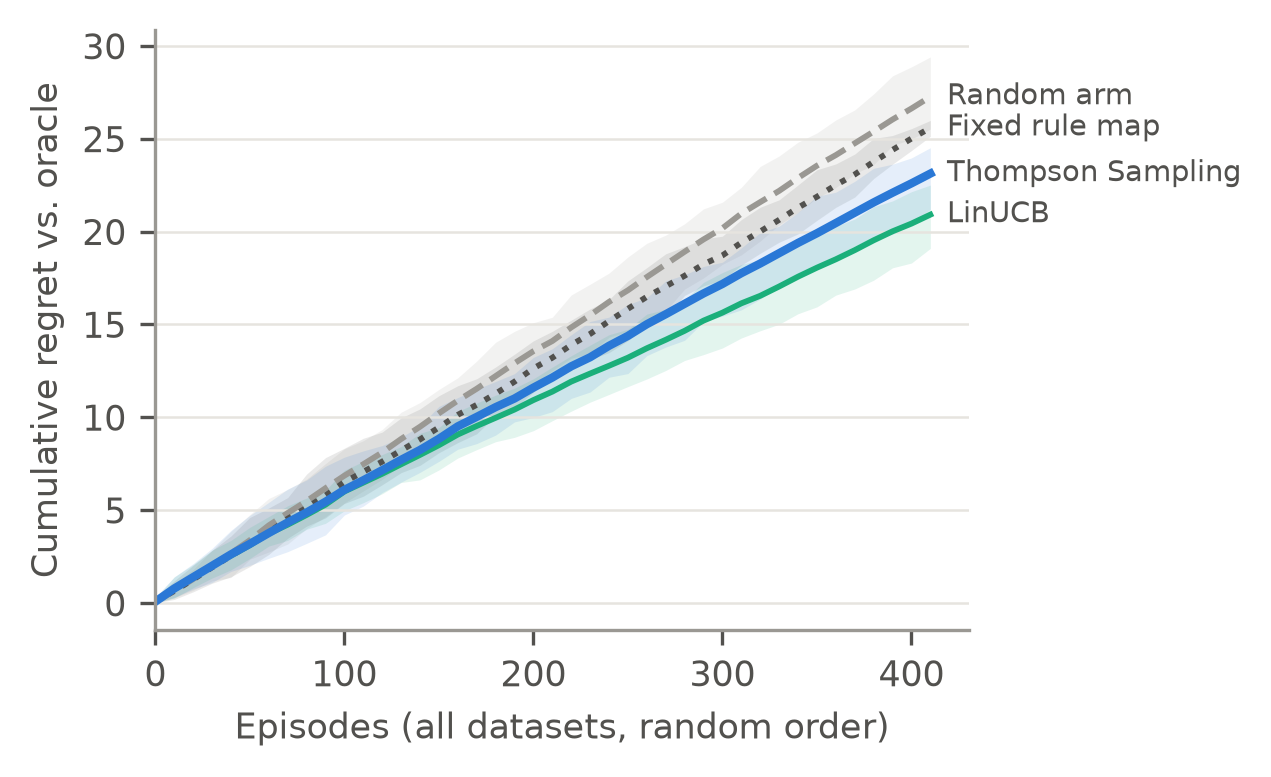 Cumulative regret vs. oracle
30
25
20
15
10
5
0
Random arm
Fixed rule map
Thompson Sampling
LinUCB
0 100 200 300 400
Episodes (all datasets, random order)